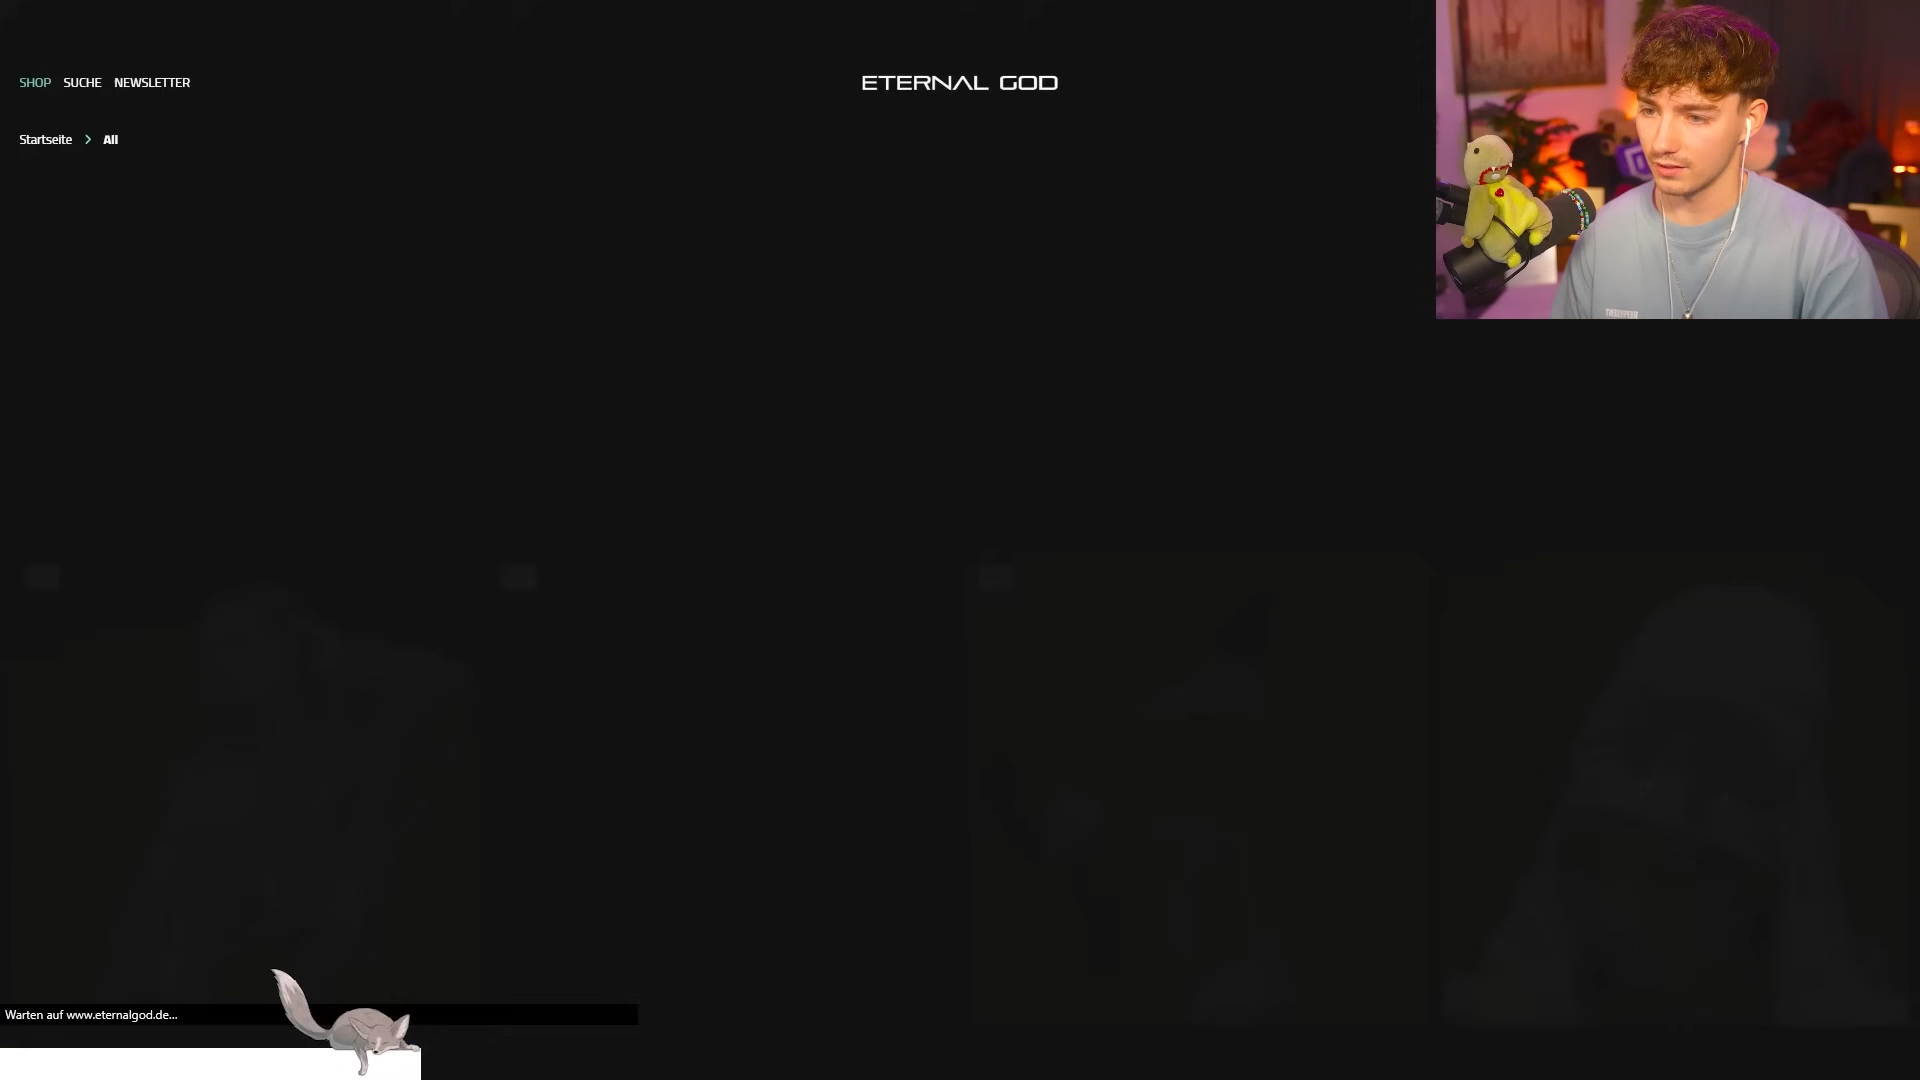 SHOP SUCHE NEWSLETTER
ETERNAL GOD
Startseite > All
Warten auf www.eternalgod.de...